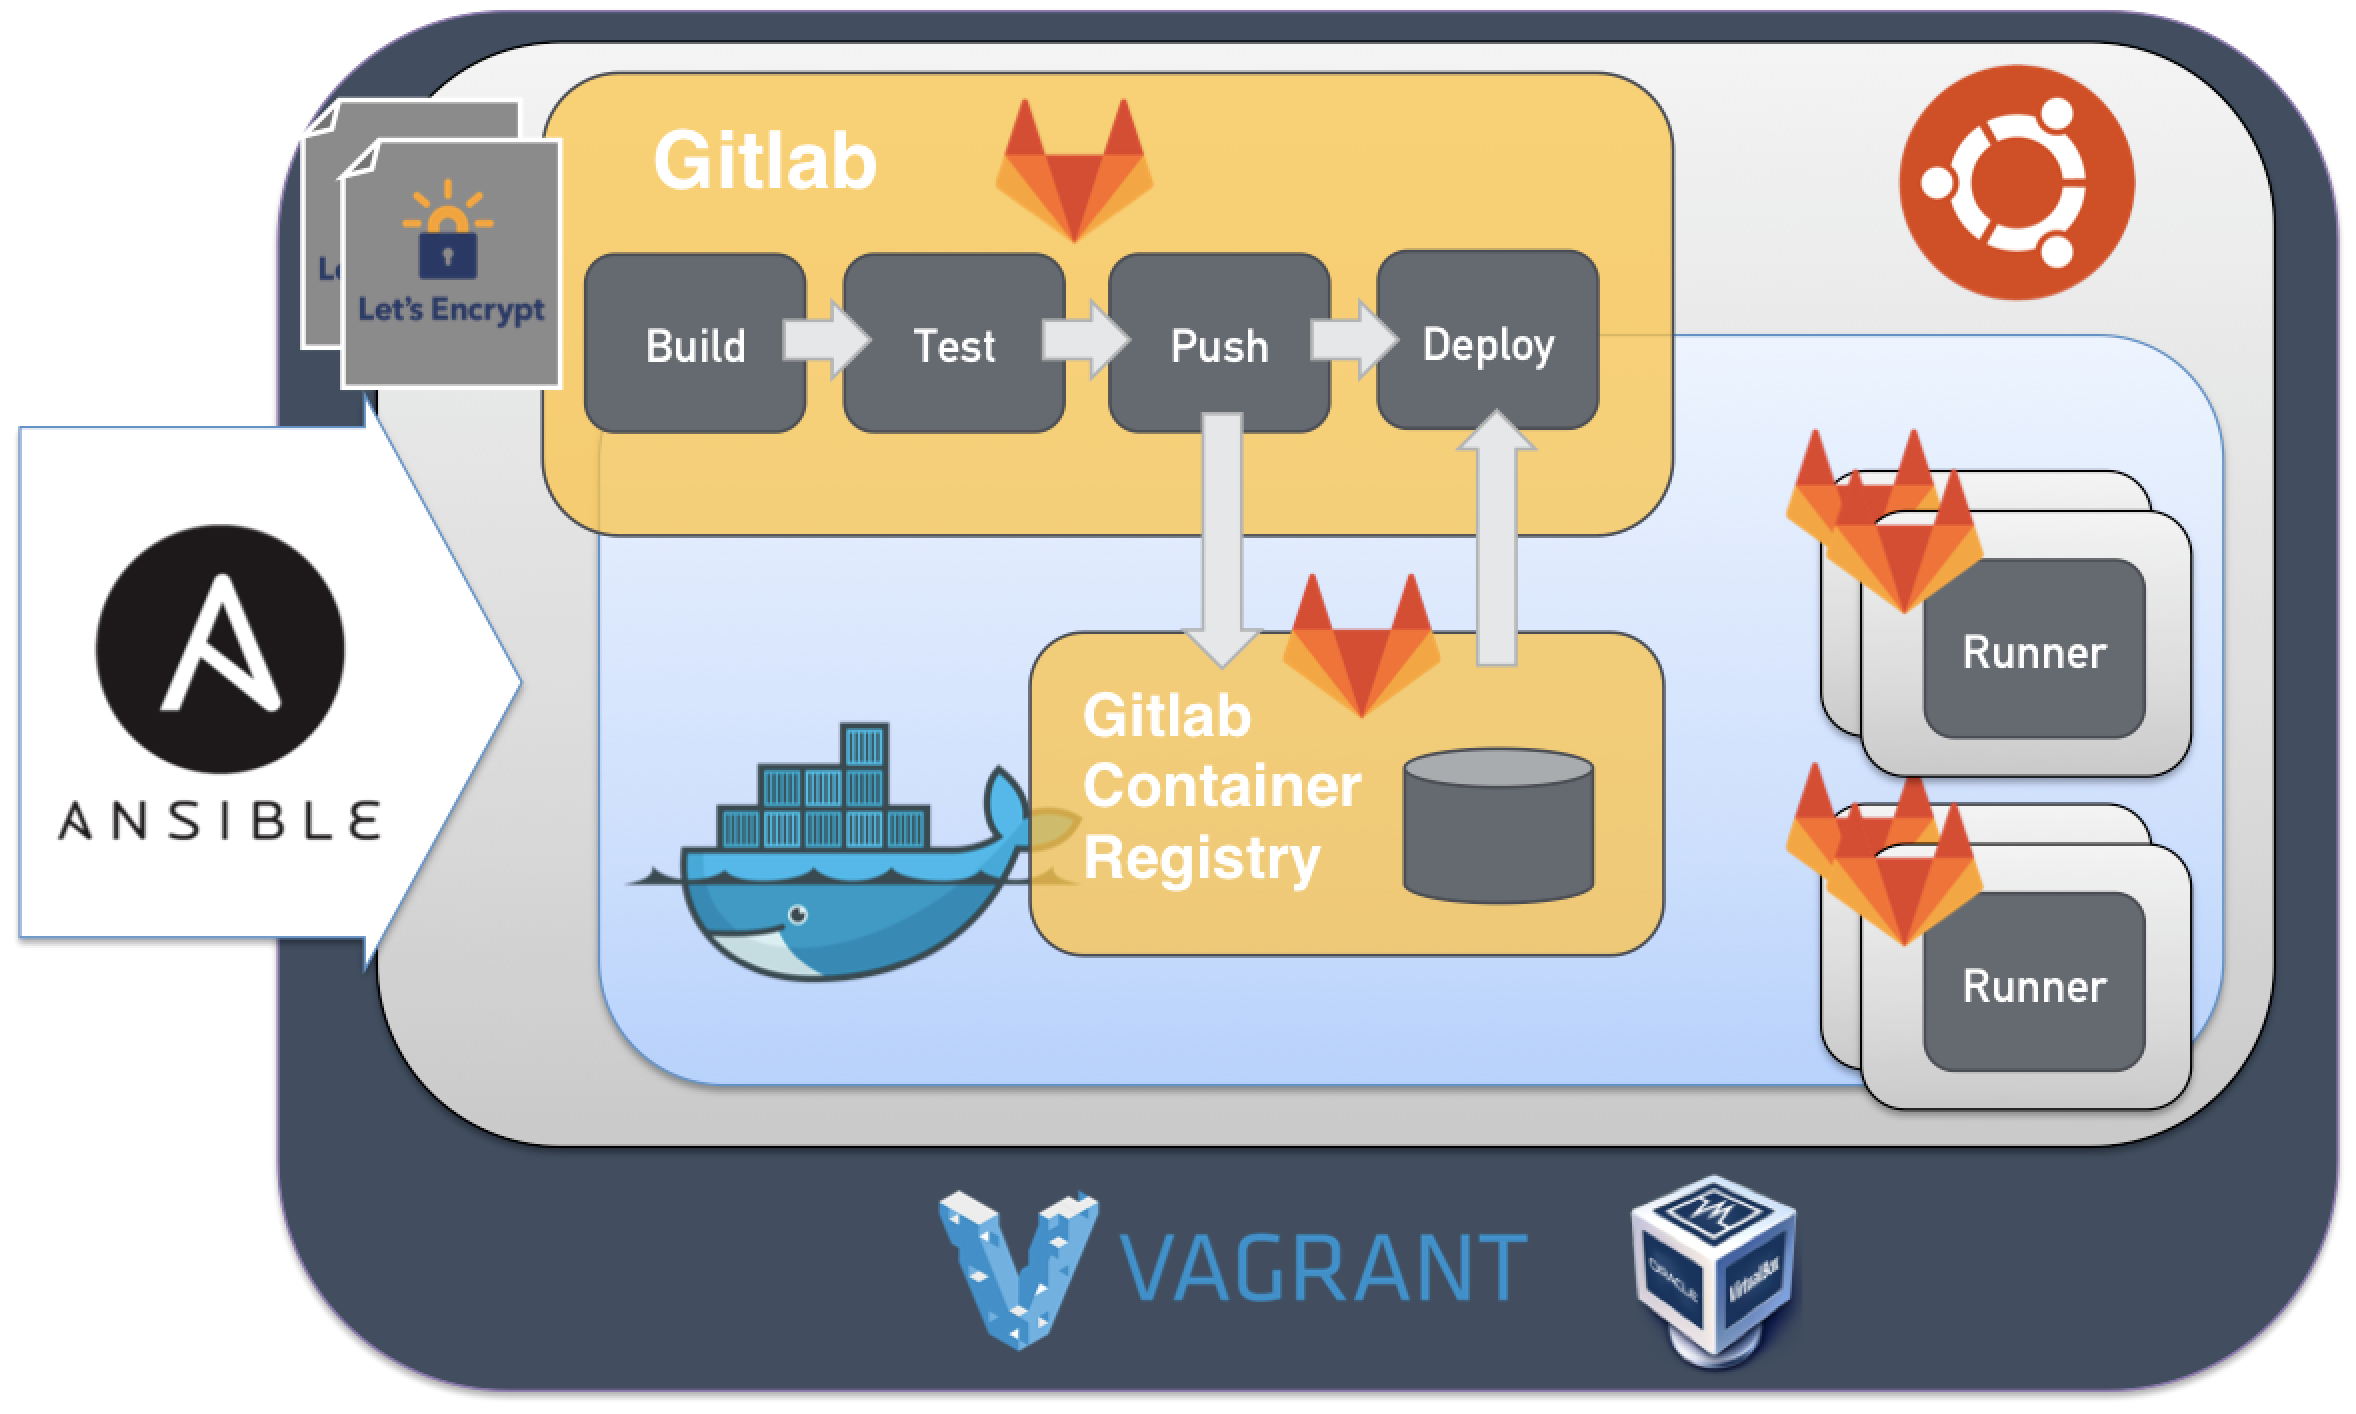 Gitlab
Le
Let's Encrypt
Build
Test
Push
Deploy
ANSIBLE
Runner
Gitlab
Container
Registry
Runner
VAGRANT
ORACLE
VirtualBox